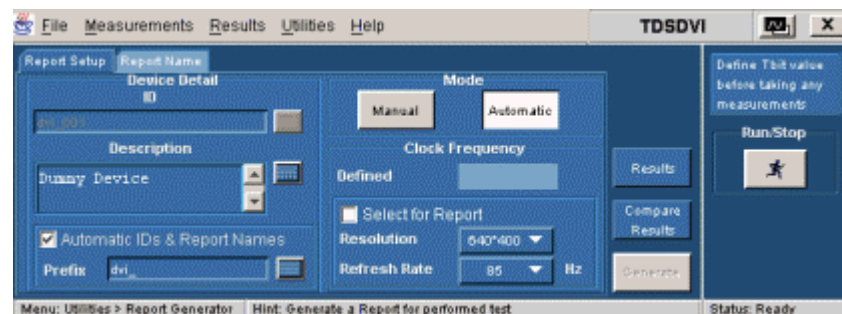 File Measurements Results Utilities Help TDSDVI X
Report Setup Report Name
Device Detail
ID
dvi_001
Description
Dummy Device
Automatic IDs & Report Names
Prefix dvi_
Mode
Manual Automatic
Clock Frequency
Defined
Select for Report
Resolution 640*400
Refresh Rate 85 Hz
Results
Compare
Results
Generate
Define Tbit value
before taking any
measurements
Run/Stop
Menu: Utilities > Report Generator Hint: Generate a Report for performed test Status: Ready